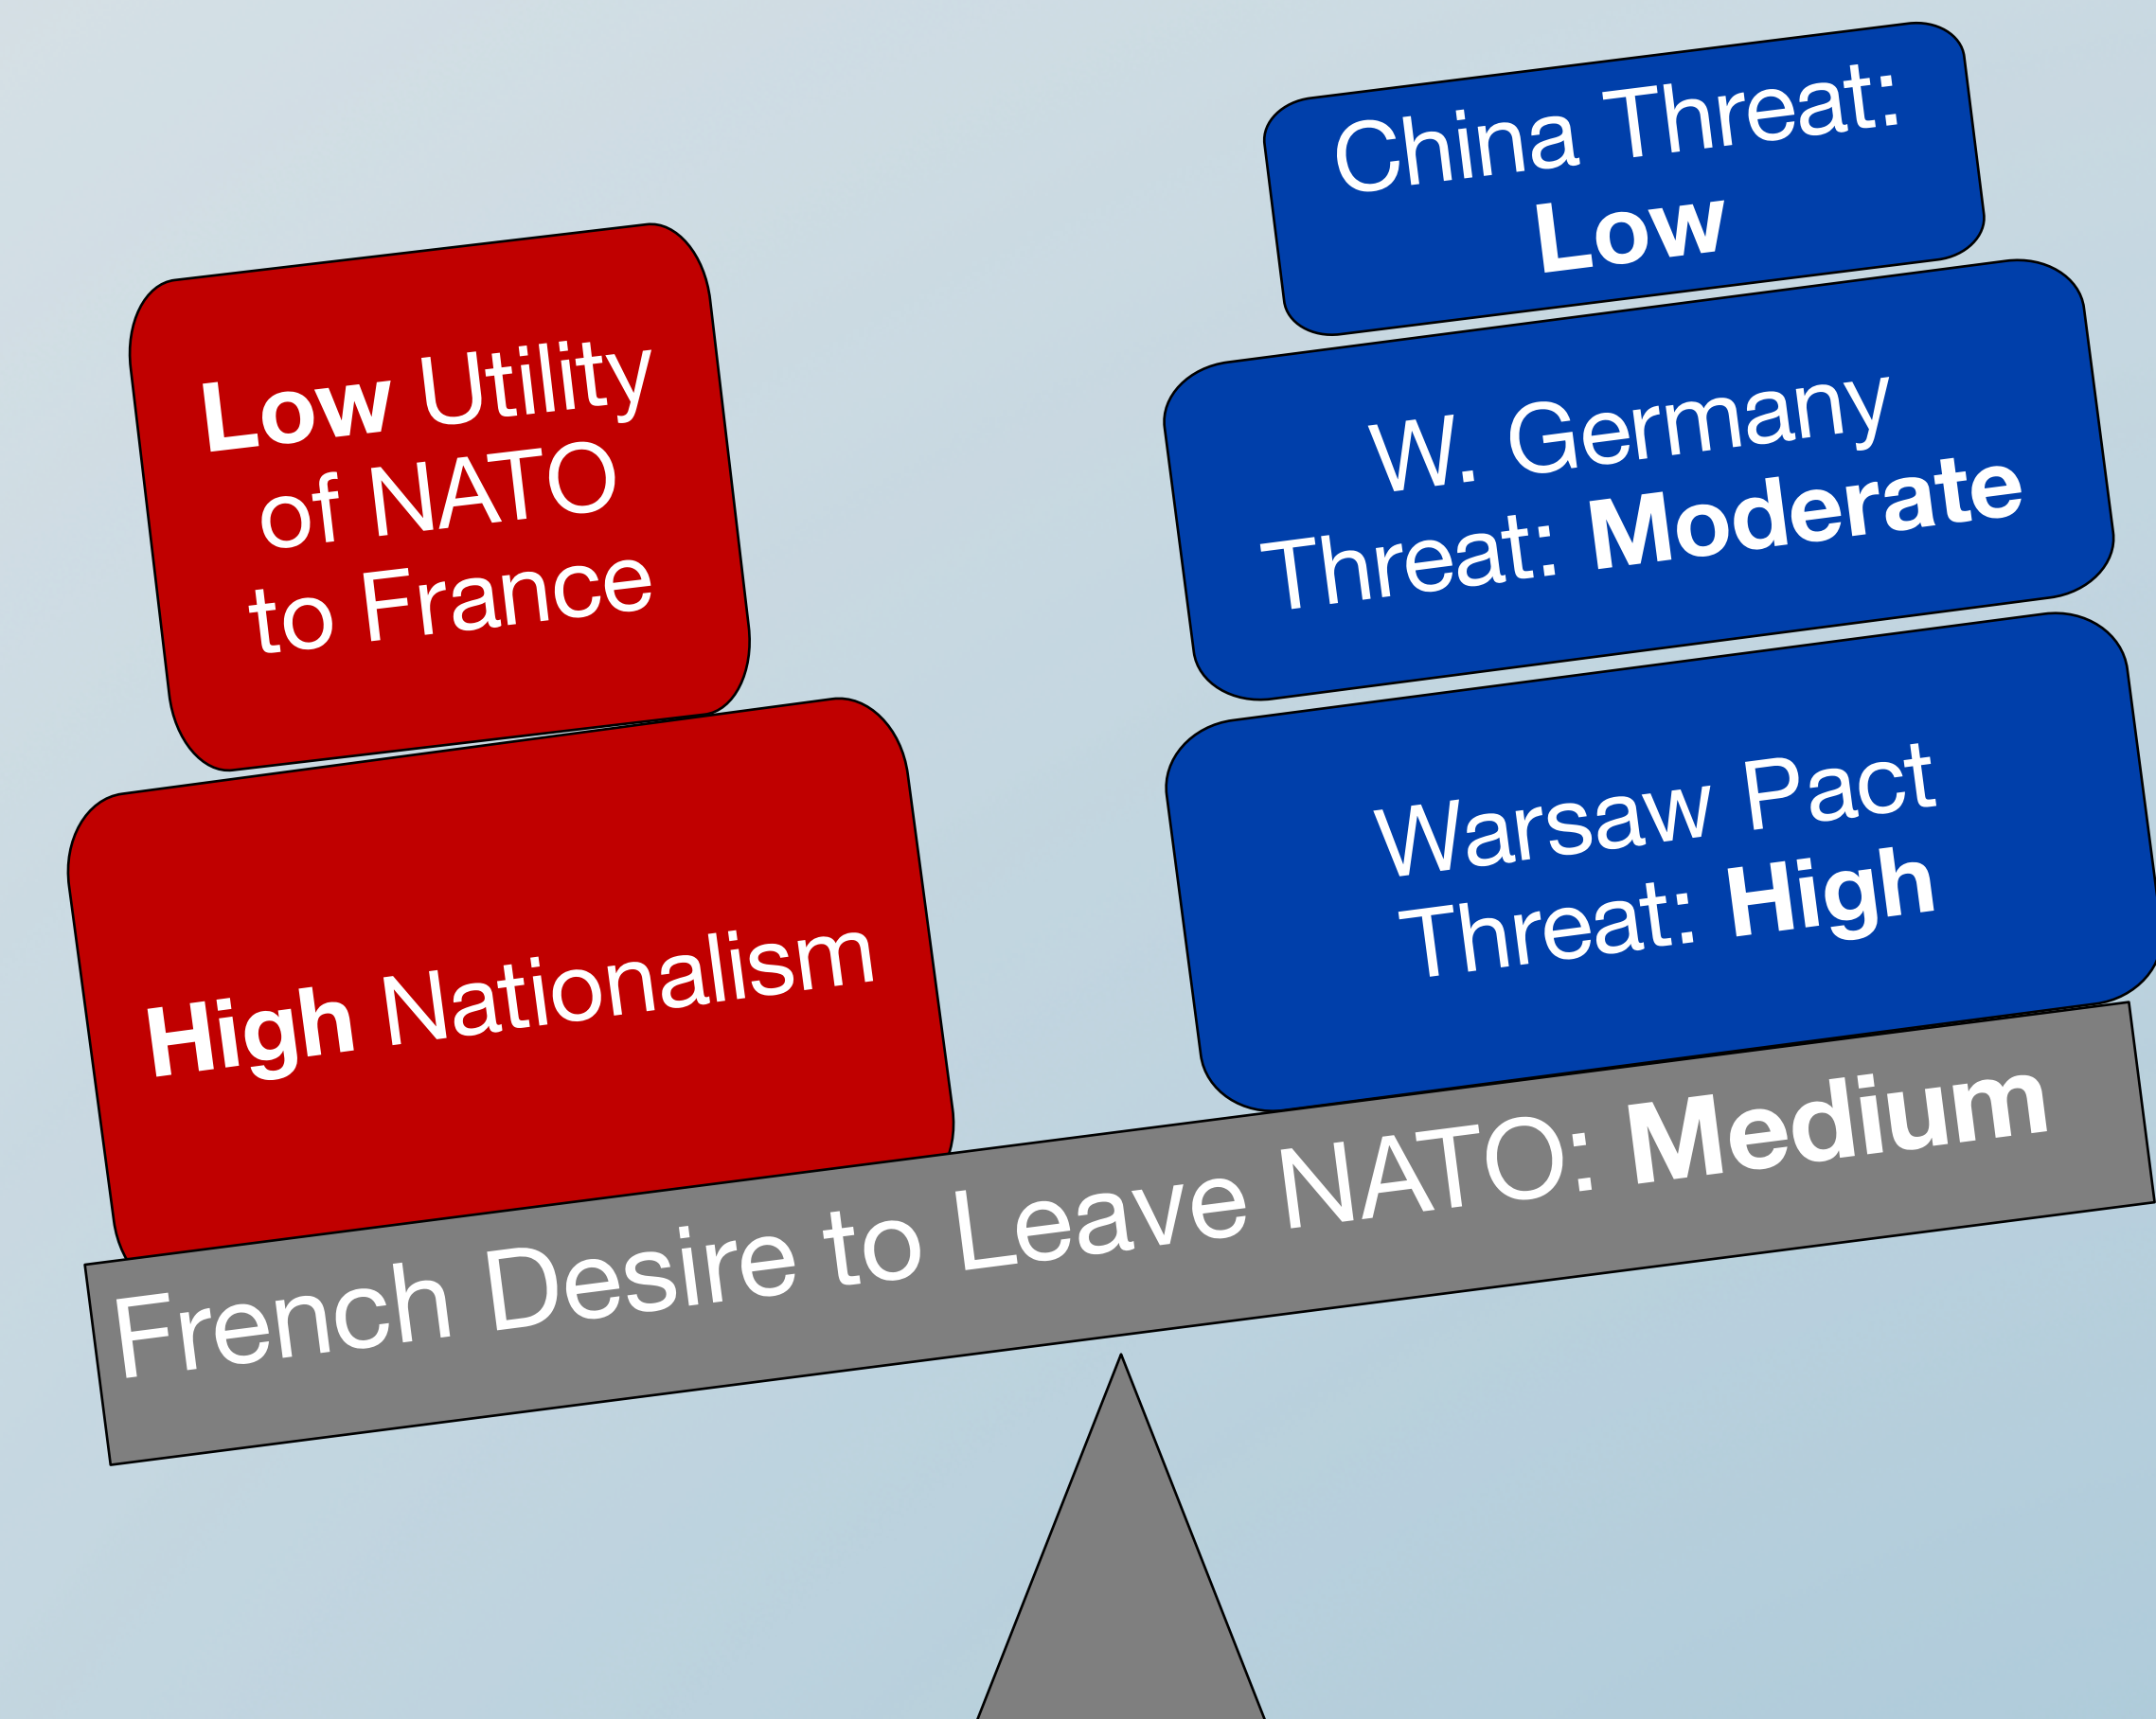 Low Utility
of NATO
to France
High Nationalism
China Threat:
Low
W. Germany
Threat: Moderate
Warsaw Pact
Threat: High
French Desire to Leave NATO: Medium